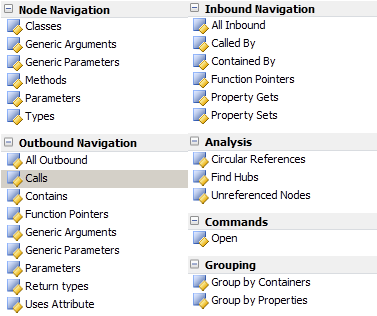 Node Navigation
Classes
Generic Arguments
Generic Parameters
Methods
Parameters
Types
Outbound Navigation
All Outbound
Calls
Contains
Function Pointers
Generic Arguments
Generic Parameters
Parameters
Return types
Uses Attribute
Inbound Navigation
All Inbound
Called By
Contained By
Function Pointers
Property Gets
Property Sets
Analysis
Circular References
Find Hubs
Unreferenced Nodes
Commands
Open
Grouping
Group by Containers
Group by Properties